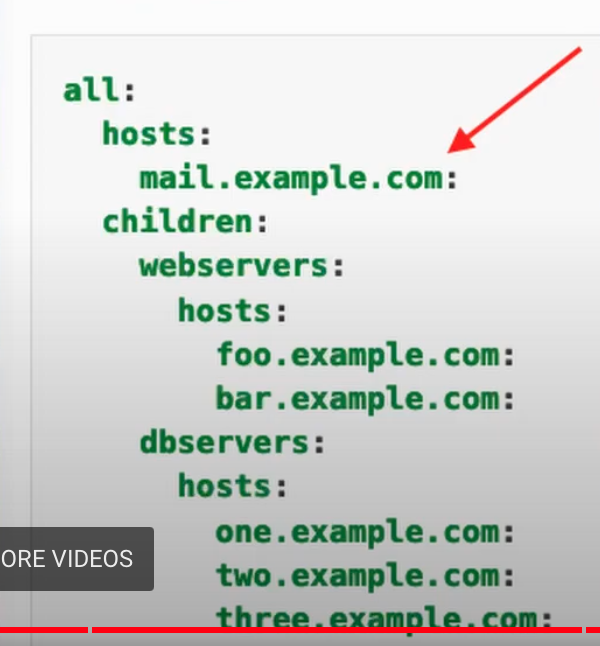 all:
hosts:
mail.example.com:
children:
webservers:
hosts:
foo.example.com:
bar.example.com:
dbservers:
hosts:
one.example.com:
ORE VIDEOS
two.example.com:
three.example.com: